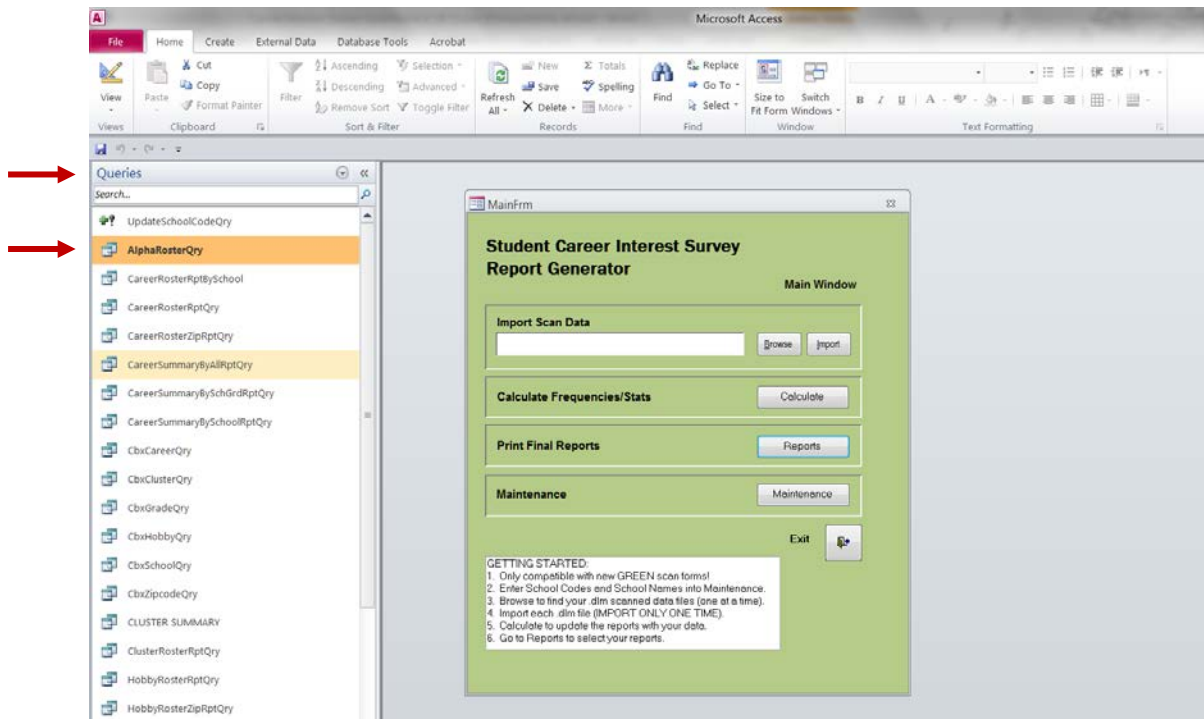 A
Microsoft Access
File Home Create External Data Database Tools Acrobat
View
Views
Paste
Cut
Copy
Format Painter
Clipboard
Filter
Ascending
Descending
Remove Sort
Selection
Advanced
Toggle Filter
Sort & Filter
Refresh
All
New
Save
Delete
Totals
Spelling
More
Records
Find
Replace
Go To
Select
Find
Size to
Fit Form
Switch
Windows
Window
B I U A
Text Formatting
Queries
Search...
UpdateSchoolCodeQry
AlphaRosterQry
CareerRosterRptBySchool
CareerRosterRptQry
CareerRosterZipRptQry
CareerSummaryByAllRptQry
CareerSummaryBySchGrdRptQry
CareerSummaryBySchoolRptQry
CbxCareerQry
CbxClusterQry
CbxGradeQry
CbxHobbyQry
CbxSchoolQry
CbxZipcodeQry
CLUSTER SUMMARY
ClusterRosterRptQry
HobbyRosterRptQry
HobbyRosterZipRptQry
MainFrm
Student Career Interest Survey
Report Generator
Main Window
Import Scan Data
Browse Import
Calculate Frequencies/Stats Calculate
Print Final Reports Reports
Maintenance Maintenance
Exit
GETTING STARTED:
1. Only compatible with new GREEN scan forms!
2. Enter School Codes and School Names into Maintenance.
3. Browse to find your .dlm scanned data files (one at a time).
4. Import each .dlm file (IMPORT ONLY ONE TIME).
5. Calculate to update the reports with your data.
6. Go to Reports to select your reports.